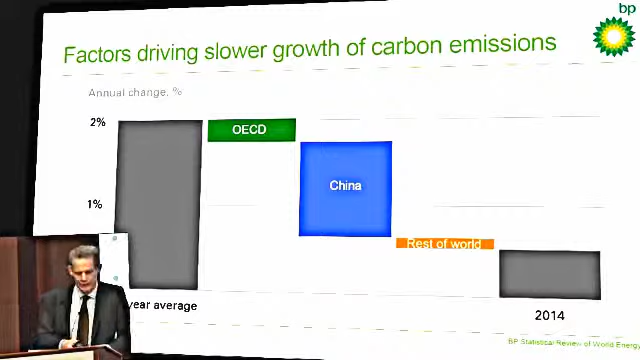 bp
Factors driving slower growth of carbon emissions
Annual change, %
2%
OECD
China
1%
Rest of world
year average
2014
BP Statistical Review of World Energy